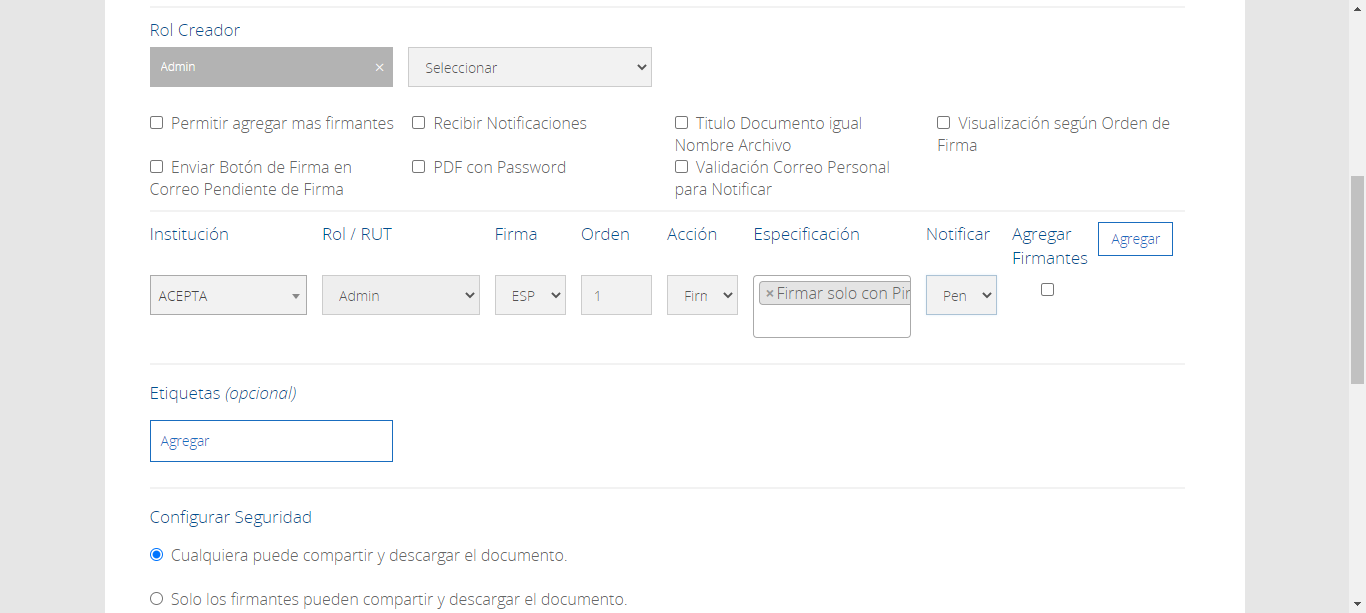 Rol Creador
Admin × Seleccionar
Permitir agregar mas firmantes Recibir Notificaciones Titulo Documento igual Nombre Archivo Visualización según Orden de Firma
Enviar Botón de Firma en Correo Pendiente de Firma PDF con Password Validación Correo Personal para Notificar
Institución Rol / RUT Firma Orden Acción Especificación Notificar Agregar Firmantes Agregar
ACEPTA Admin ESP 1 Firn ×Firmar solo con Pir Pen
Etiquetas (opcional)
Agregar
Configurar Seguridad
Cualquiera puede compartir y descargar el documento.
Solo los firmantes pueden compartir y descargar el documento.